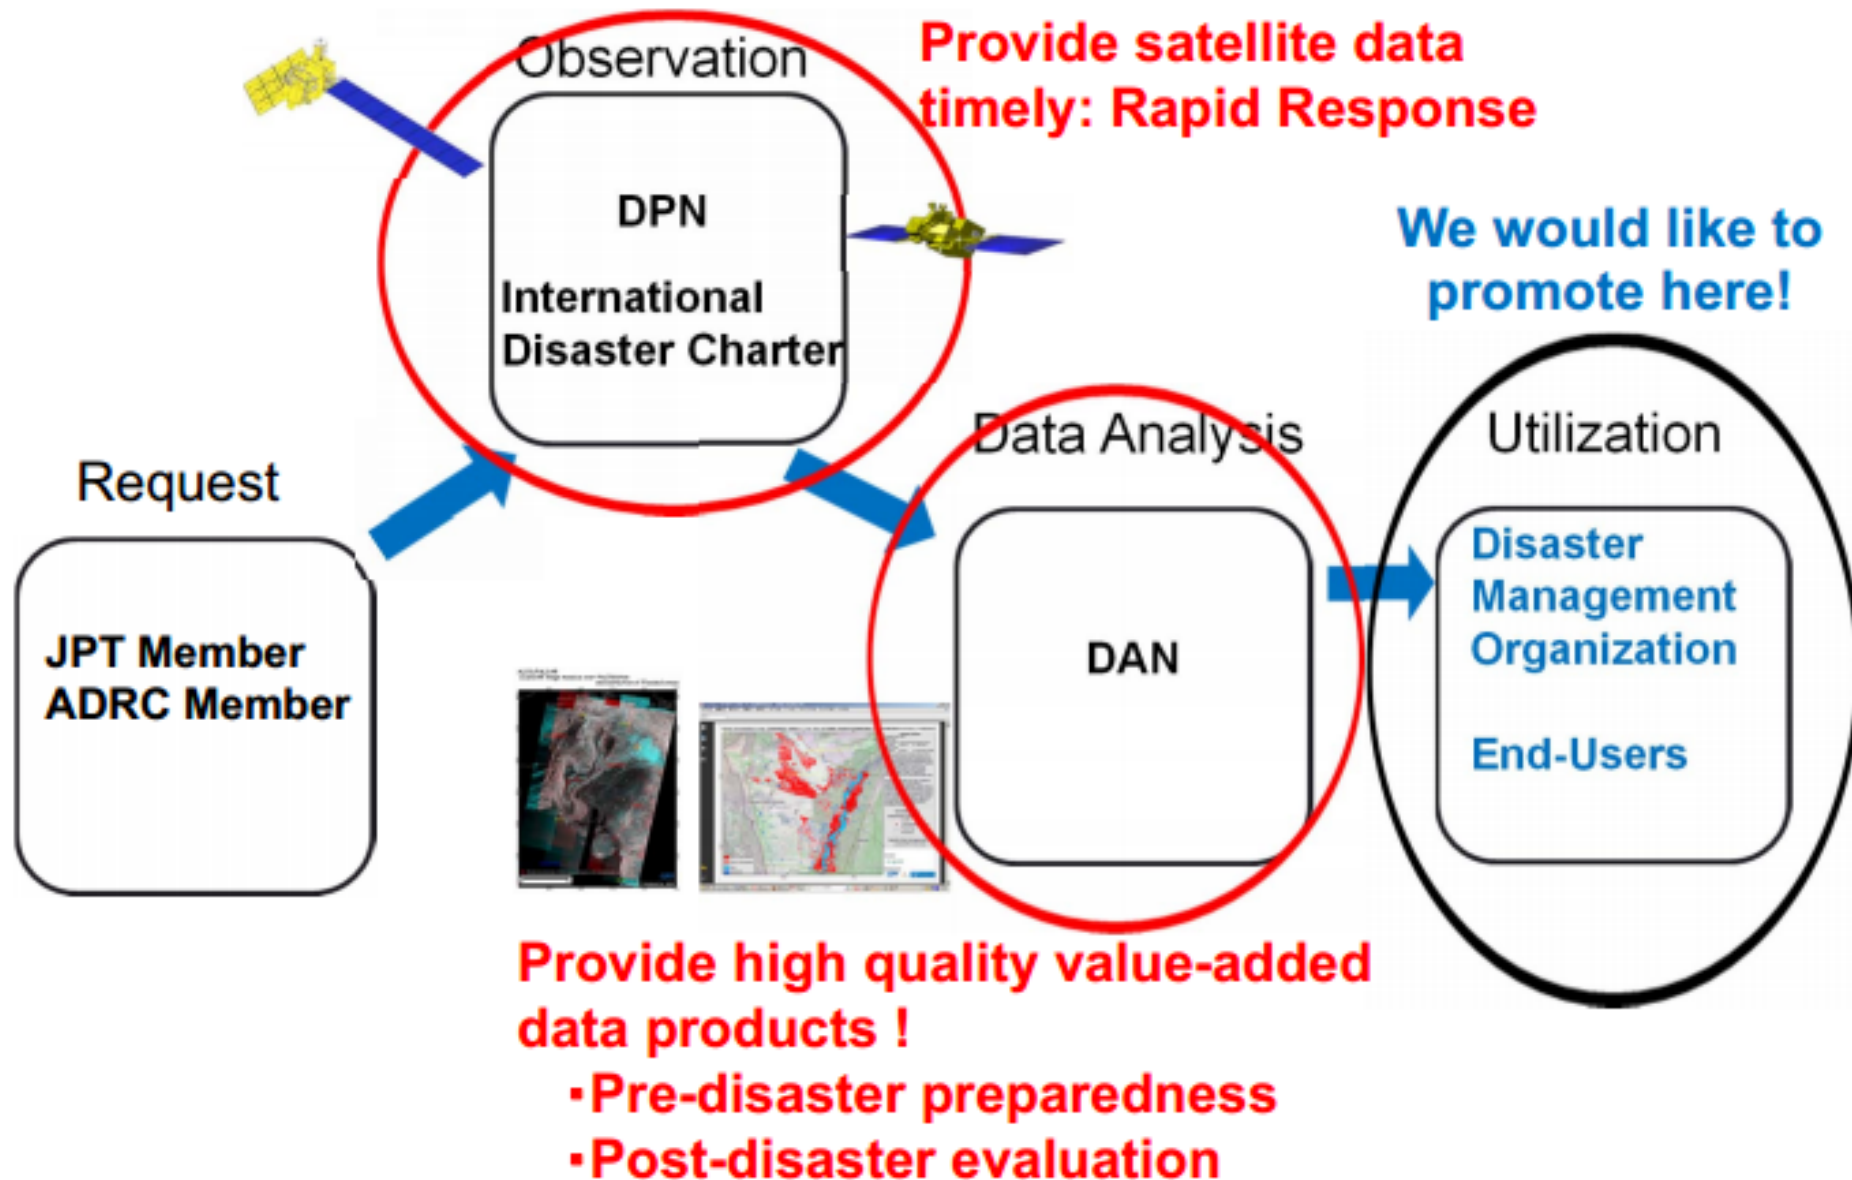 Observation
Provide satellite data
timely: Rapid Response
DPN
International
Disaster Charter
We would like to
promote here!
Request
JPT Member
ADRC Member
Data Analysis
DAN
Utilization
Disaster
Management
Organization
End-Users
Provide high quality value-added
data products !
・Pre-disaster preparedness
・Post-disaster evaluation